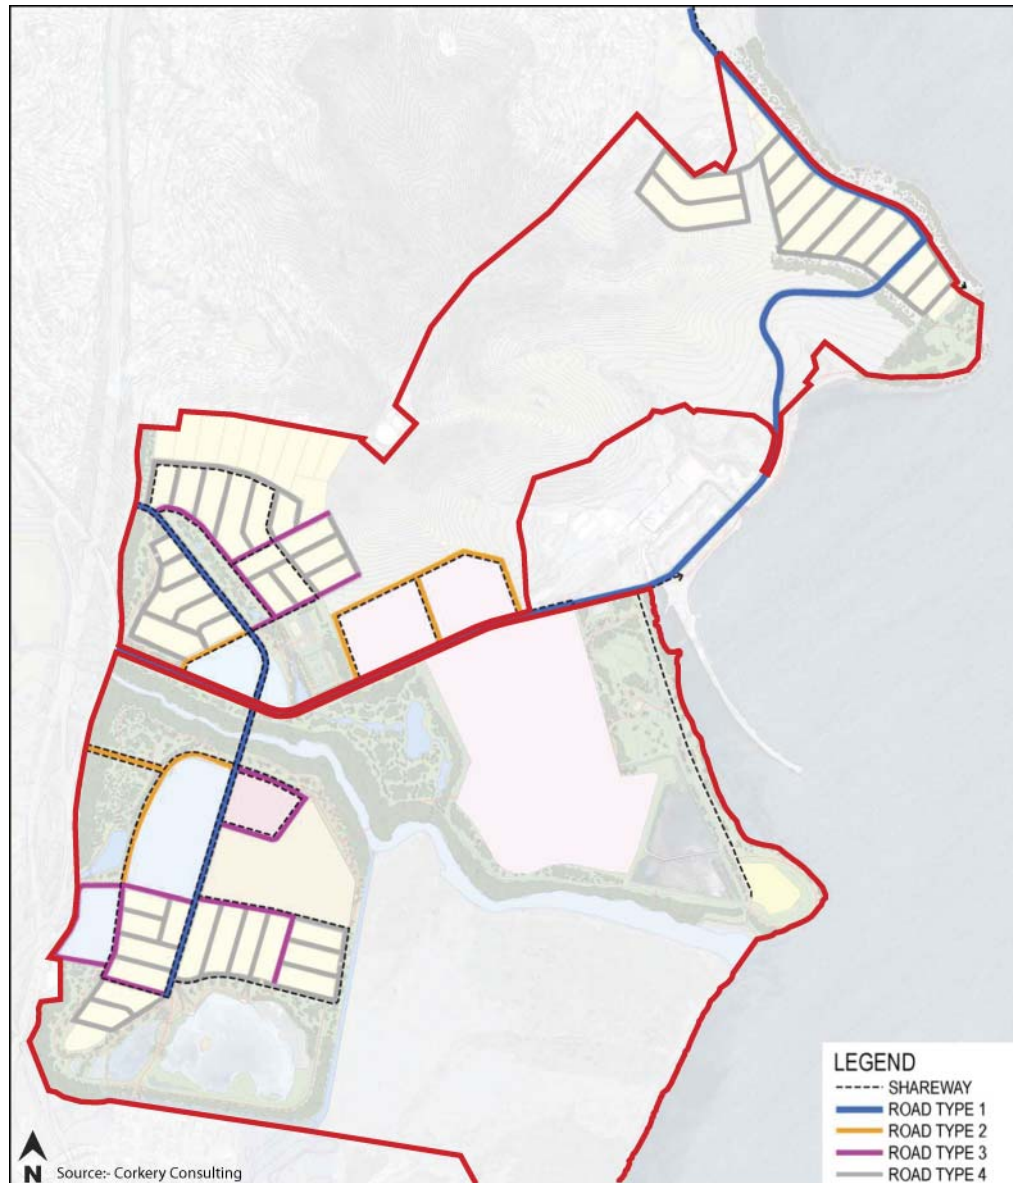 LEGEND
SHAREWAY
ROAD TYPE 1
ROAD TYPE 2
ROAD TYPE 3
ROAD TYPE 4
N Source:- Corkery Consulting